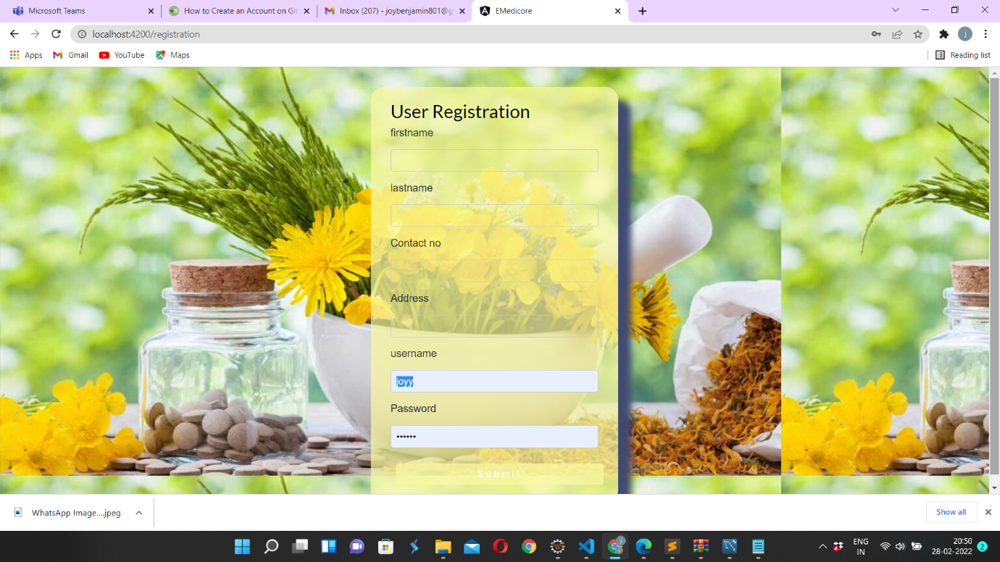 Microsoft Teams
How to Create an Account on Git
Inbox (207) - joybenjamin801@g
EMedicore
localhost:4200/registration
j
Apps
Gmail
YouTube
Maps
Reading list
User Registration
firstname
lastname
Contact no
Address
username
joyy
Password
••••••
Submit
WhatsApp Image....jpeg
Show all
ENG
IN
20:50
28-02-2022
2